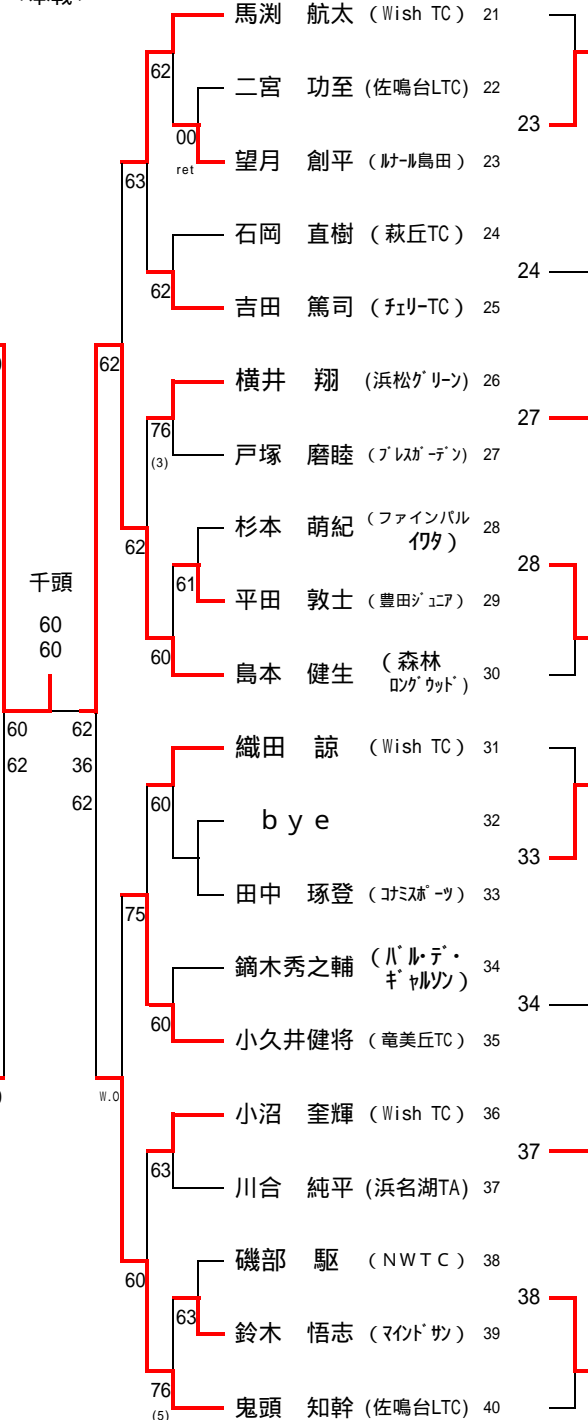 馬渕 航太 (Wish TC) 21
62
二宮 功至 (佐鳴台LTC) 22
23
00
ret
望月 創平 (ルナール島田) 23
63
石岡 直樹 (萩丘TC) 24
24
62
吉田 篤司 (チェリーTC) 25
62
横井 翔 (浜松グリーン) 26
27
76
(3)
戸塚 磨睦 (ブレスガーデン) 27
杉本 萌紀 (ファインパル
イワタ) 28
62
28
61
千頭
平田 敦士 (豊田ジュニア) 29
60
60
60
島本 健生 (森林
ロングウッド) 30
60 62
62 36
62
織田 諒 (Wish TC) 31
60
bye 32
33
田中 琢登 (コナミスポーツ) 33
75
鏑木秀之輔 (バル・デ・
ギャルソン) 34
34
60
小久井健将 (竜美丘TC) 35
w.o
小沼 奎輝 (Wish TC) 36
37
63
川合 純平 (浜名湖TA) 37
磯部 駆 (NWTC) 38
60
38
63
鈴木 悟志 (マインドサン) 39
76
(5)
鬼頭 知幹 (佐鳴台LTC) 40